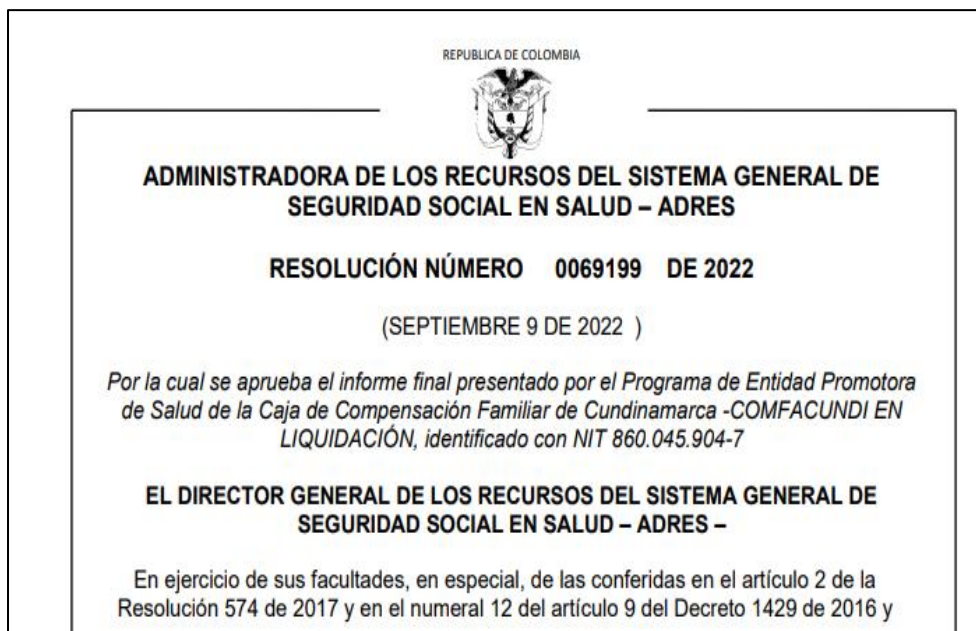 REPUBLICA DE COLOMBIA
ADMINISTRADORA DE LOS RECURSOS DEL SISTEMA GENERAL DE
SEGURIDAD SOCIAL EN SALUD – ADRES
RESOLUCIÓN NÚMERO 0069199 DE 2022
(SEPTIEMBRE 9 DE 2022 )
Por la cual se aprueba el informe final presentado por el Programa de Entidad Promotora
de Salud de la Caja de Compensación Familiar de Cundinamarca -COMFACUNDI EN
LIQUIDACIÓN, identificado con NIT 860.045.904-7
EL DIRECTOR GENERAL DE LOS RECURSOS DEL SISTEMA GENERAL DE
SEGURIDAD SOCIAL EN SALUD – ADRES –
En ejercicio de sus facultades, en especial, de las conferidas en el artículo 2 de la
Resolución 574 de 2017 y en el numeral 12 del artículo 9 del Decreto 1429 de 2016 y